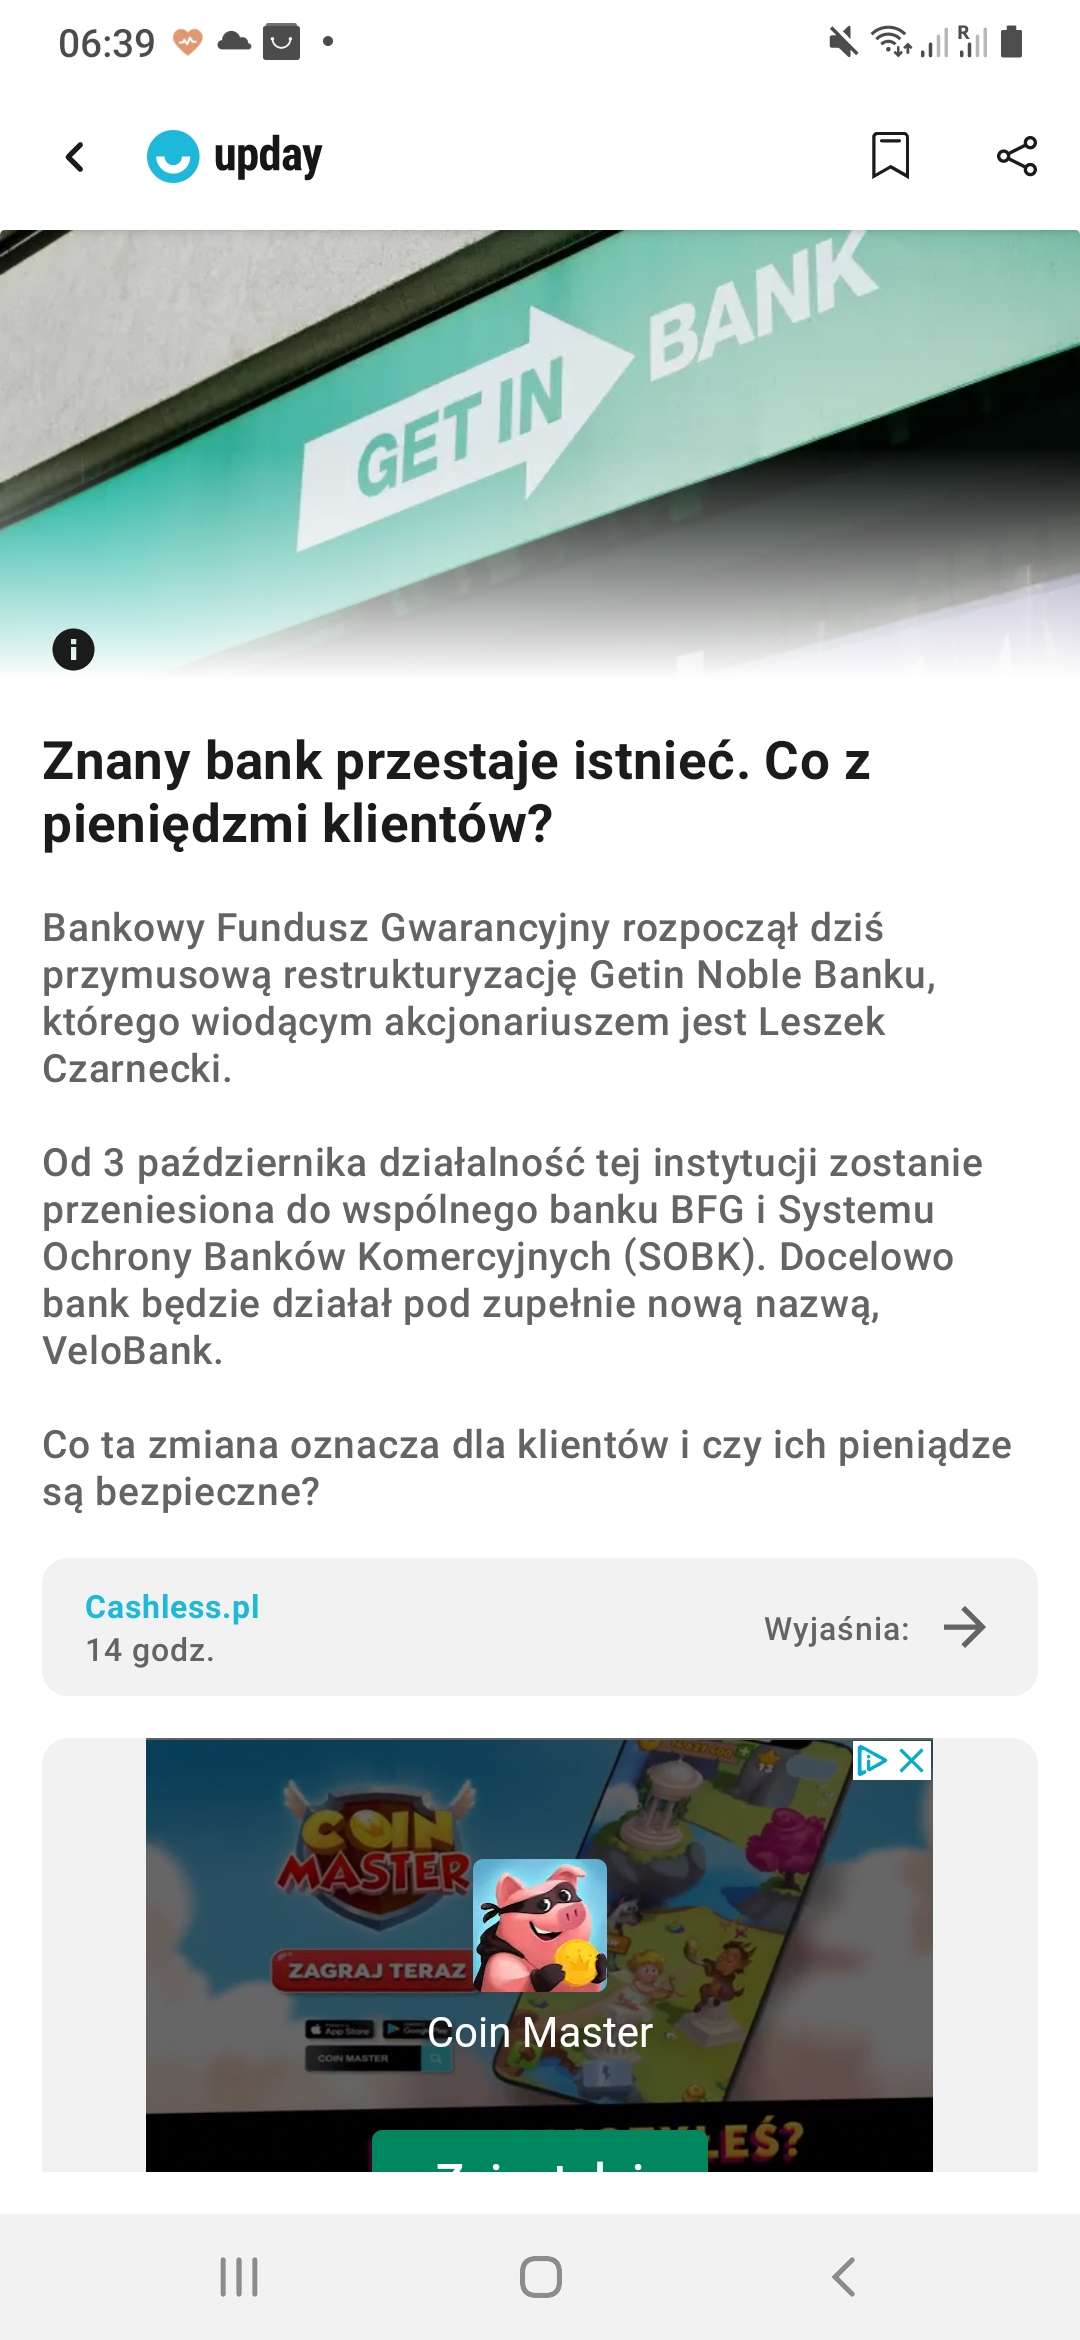 06:39
R
upday
GET IN BANK
Znany bank przestaje istnieć. Co z
pieniędzmi klientów?
Bankowy Fundusz Gwarancyjny rozpoczął dziś
przymusową restrukturyzację Getin Noble Banku,
którego wiodącym akcjonariuszem jest Leszek
Czarnecki.
Od 3 października działalność tej instytucji zostanie
przeniesiona do wspólnego banku BFG i Systemu
Ochrony Banków Komercyjnych (SOBK). Docelowo
bank będzie działał pod zupełnie nową nazwą,
VeloBank.
Co ta zmiana oznacza dla klientów i czy ich pieniądze
są bezpieczne?
Cashless.pl
14 godz.
Wyjaśnia:
COIN
MASTER
ZAGRAJ TERAZ
App Store
COIN MASTER
Coin Master